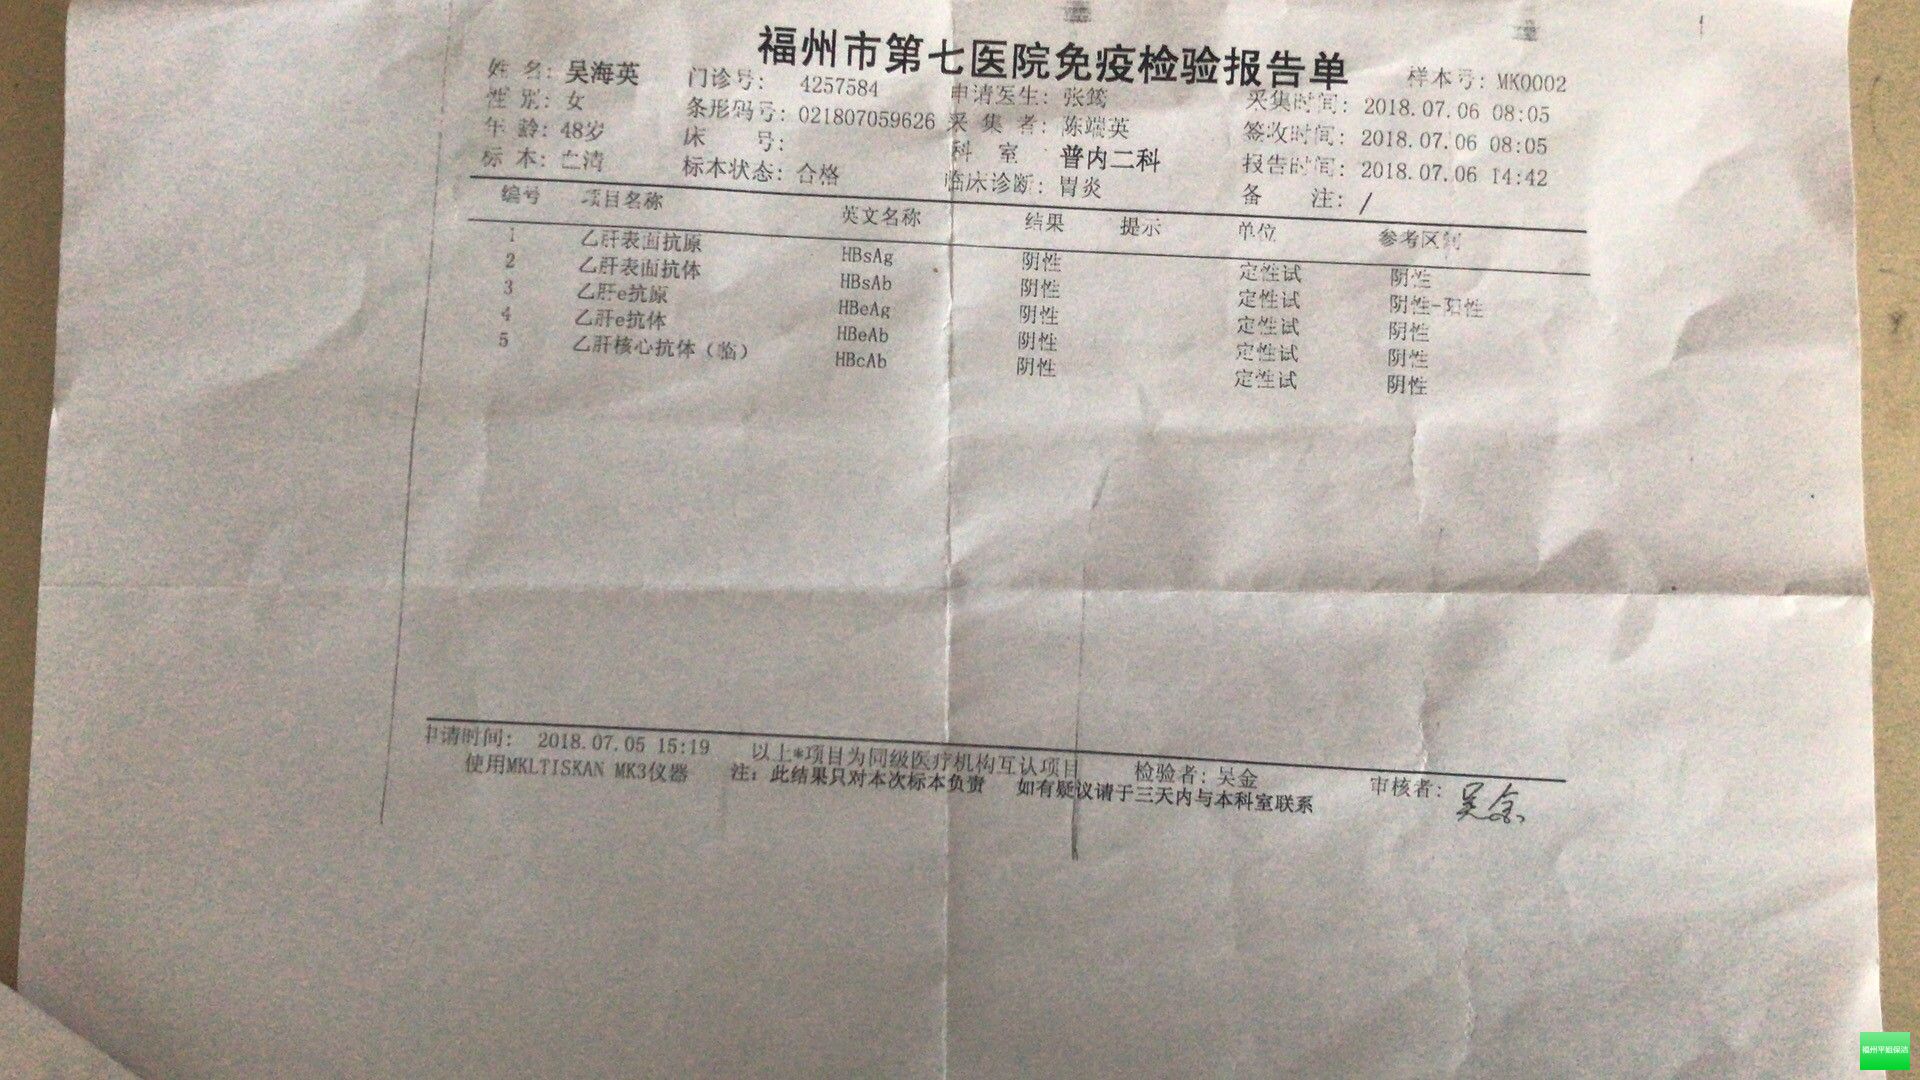 福州市第七医院免疫检验报告单
样本号: MK0002
姓 名: 吴海英 门诊号: 4257584 申请医生: 张筠 采集时间: 2018.07.06 08:05
性 别: 女 条形码号: 021807059626 采 集 者: 陈端英 签收时间: 2018.07.06 08:05
年 龄: 48岁 床 号: 科 室 : 普内二科 报告时间: 2018.07.06 14:42
标 本: 血清 标本状态: 合格 临床诊断: 胃炎 备 注: /
编号 项目名称 英文名称 结果 提示 单位 参考区间
1 乙肝表面抗原 HBsAg 阴性 定性试 阴性
2 乙肝表面抗体 HBsAb 阴性 定性试 阴性-阳性
3 乙肝e抗原 HBeAg 阴性 定性试 阴性
4 乙肝e抗体 HBeAb 阴性 定性试 阴性
5 乙肝核心抗体（临） HBcAb 阴性 定性试 阴性
申请时间: 2018.07.05 15:19 以上*项目为同级医疗机构互认项目 检验者: 吴金 审核者: 吴金
使用MKLTISKAN MK3仪器 注: 此结果只对本次标本负责 如有疑议请于三天内与本科室联系
福州平姐保洁